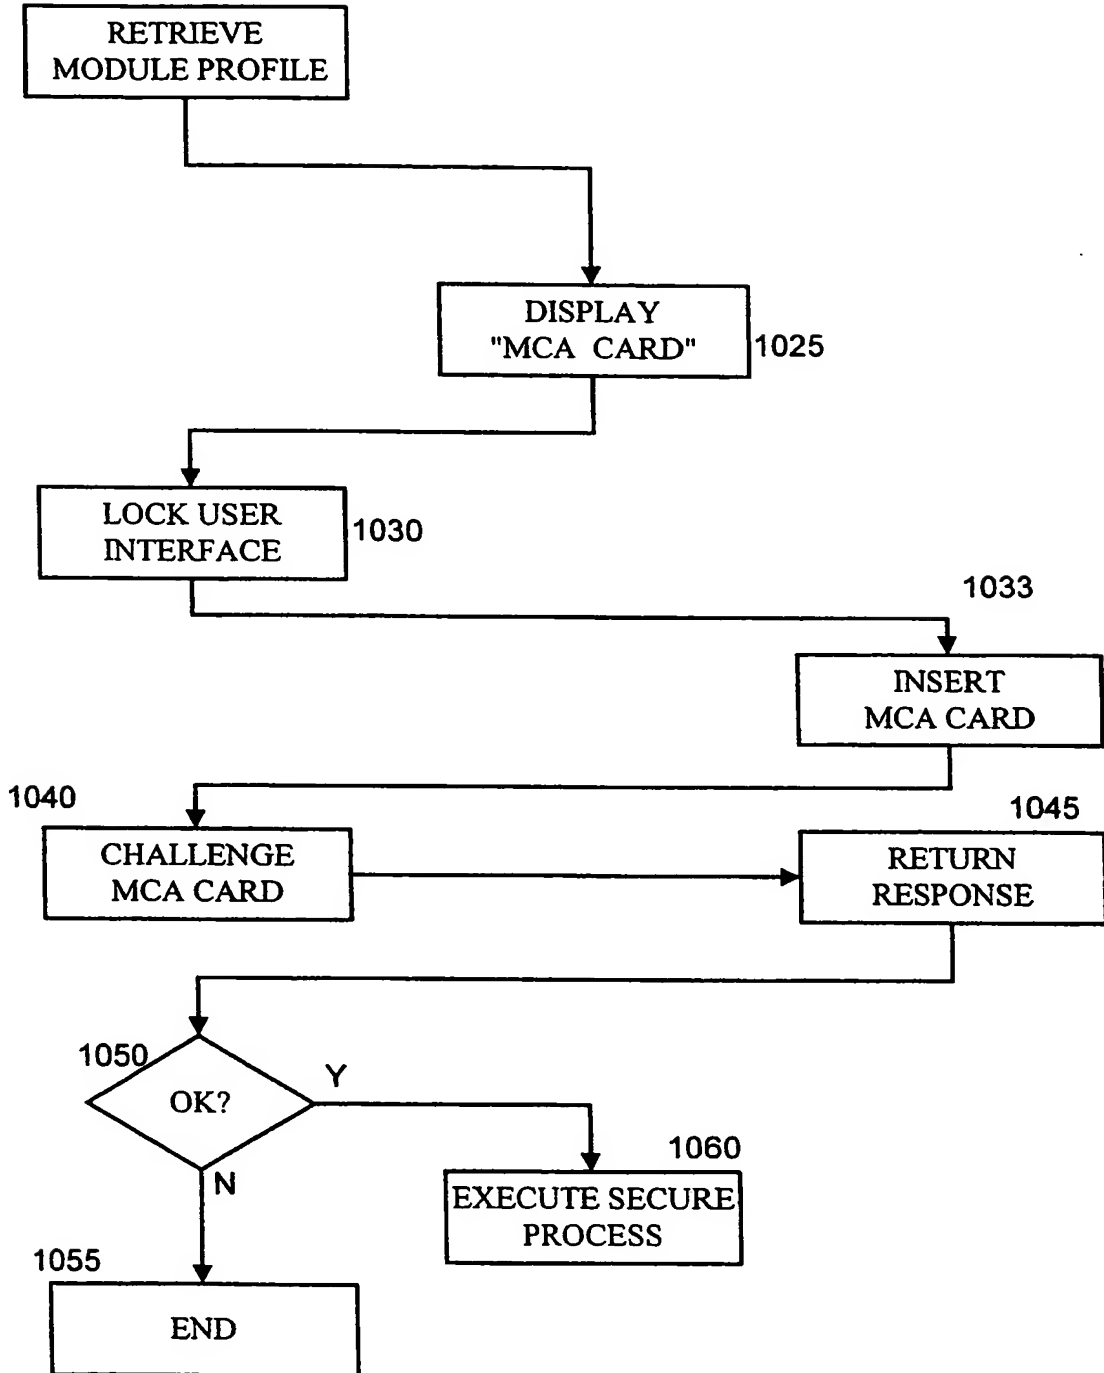 RETRIEVE
MODULE PROFILE
DISPLAY
"MCA CARD"
1025
LOCK USER
INTERFACE
1030
1033
INSERT
MCA CARD
1040
CHALLENGE
MCA CARD
1045
RETURN
RESPONSE
1050
OK?
Y
N
1060
EXECUTE SECURE
PROCESS
1055
END